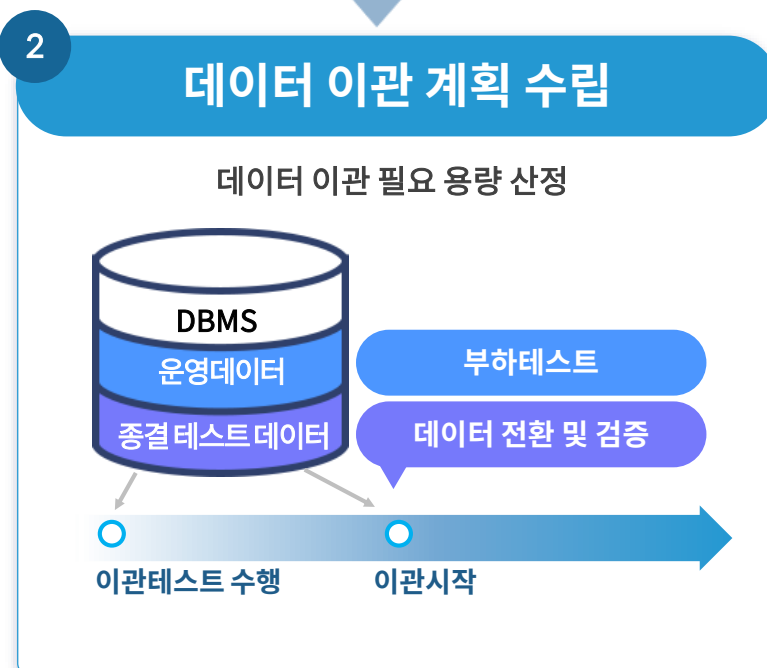 2
데이터 이관 계획 수립
데이터 이관 필요 용량 산정
DBMS
운영데이터
부하테스트
종결 테스트 데이터
데이터 전환 및 검증
이관테스트 수행
이관시작